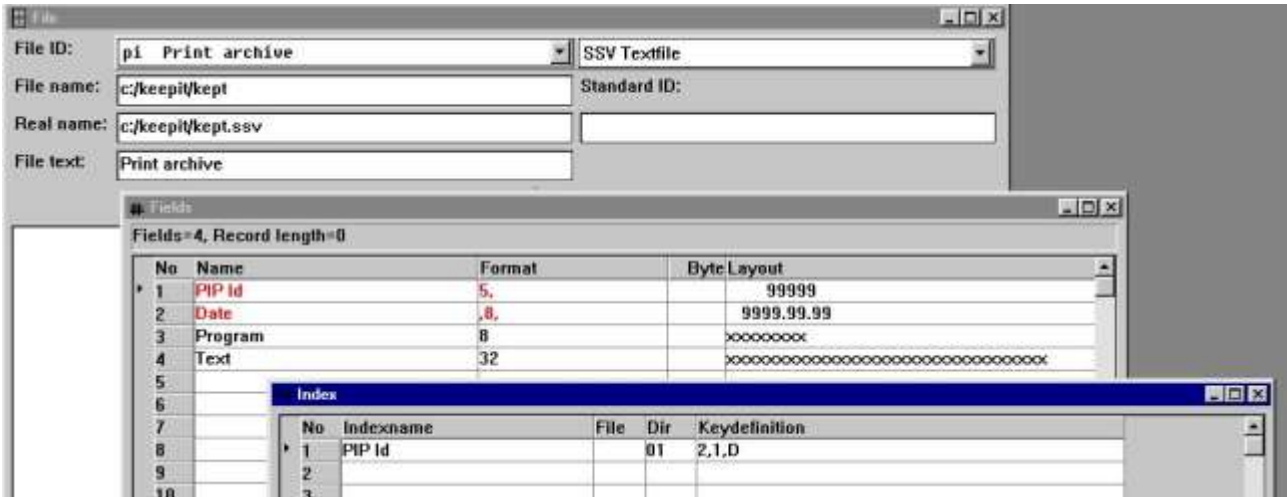 File
File ID: pi Print archive SSV Textfile
File name: c:/keepit/kept Standard ID:
Real name: c:/keepit/kept.ssv
File text: Print archive
Fields
Fields=4, Record length=0
No Name Format Byte Layout
1 PIP Id 5, 99999
2 Date ,8, 9999.99.99
3 Program 8 xxxxxxxxx
4 Text 32
5
6
7
8
9
10
Index
No Indexname File Dir Keydefinition
1 PIP Id 01 2,1,D
2
3